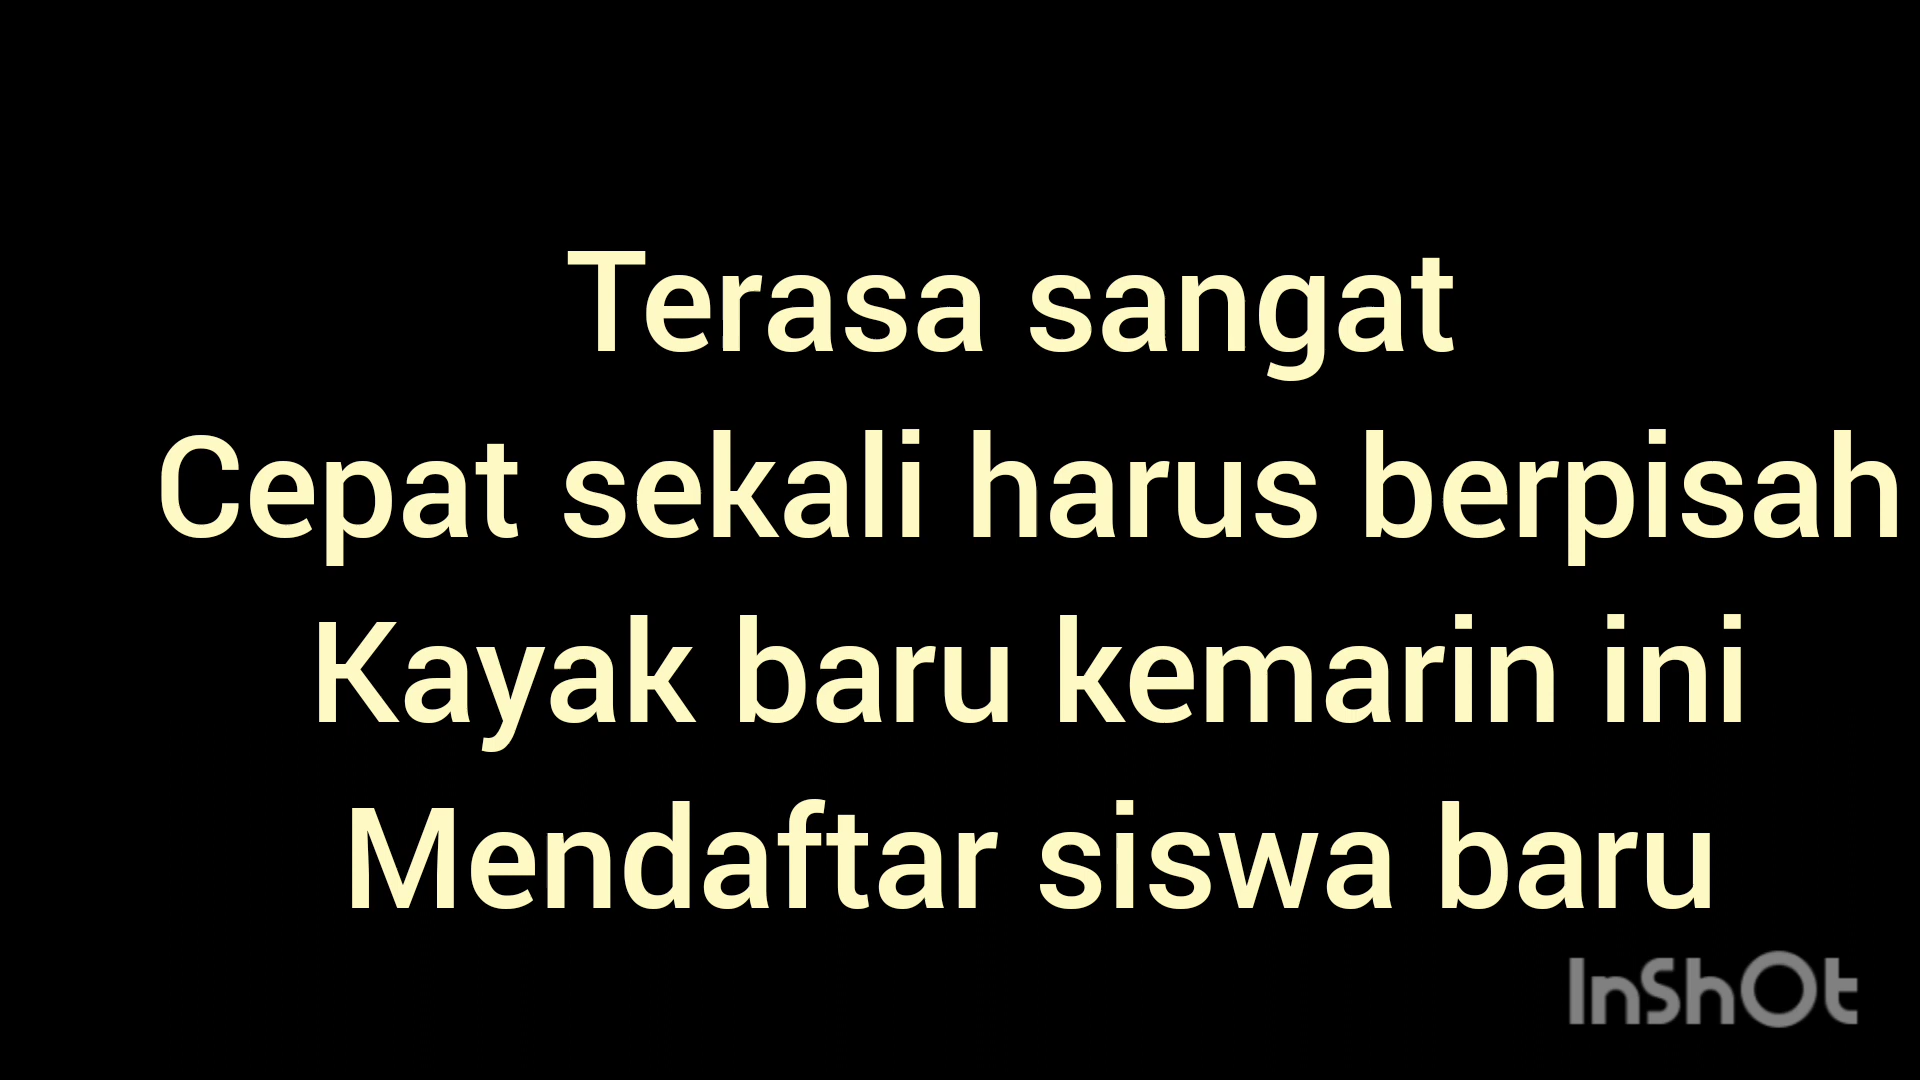 Terasa sangat
Cepat sekali harus berpisah
Kayak baru kemarin ini
Mendaftar siswa baru
InShOt